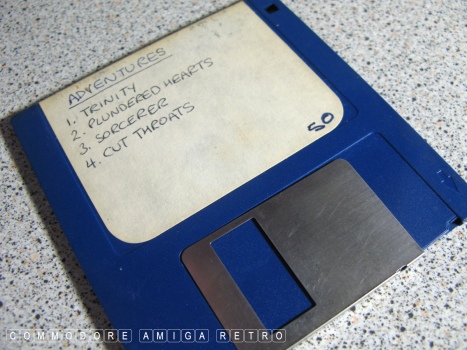 ADVENTURES
1. TRINITY
2. PLUNDERED HEARTS
3. SORCERER
4. CUT THROATS
50
COMMODORE AMIGA RETRO